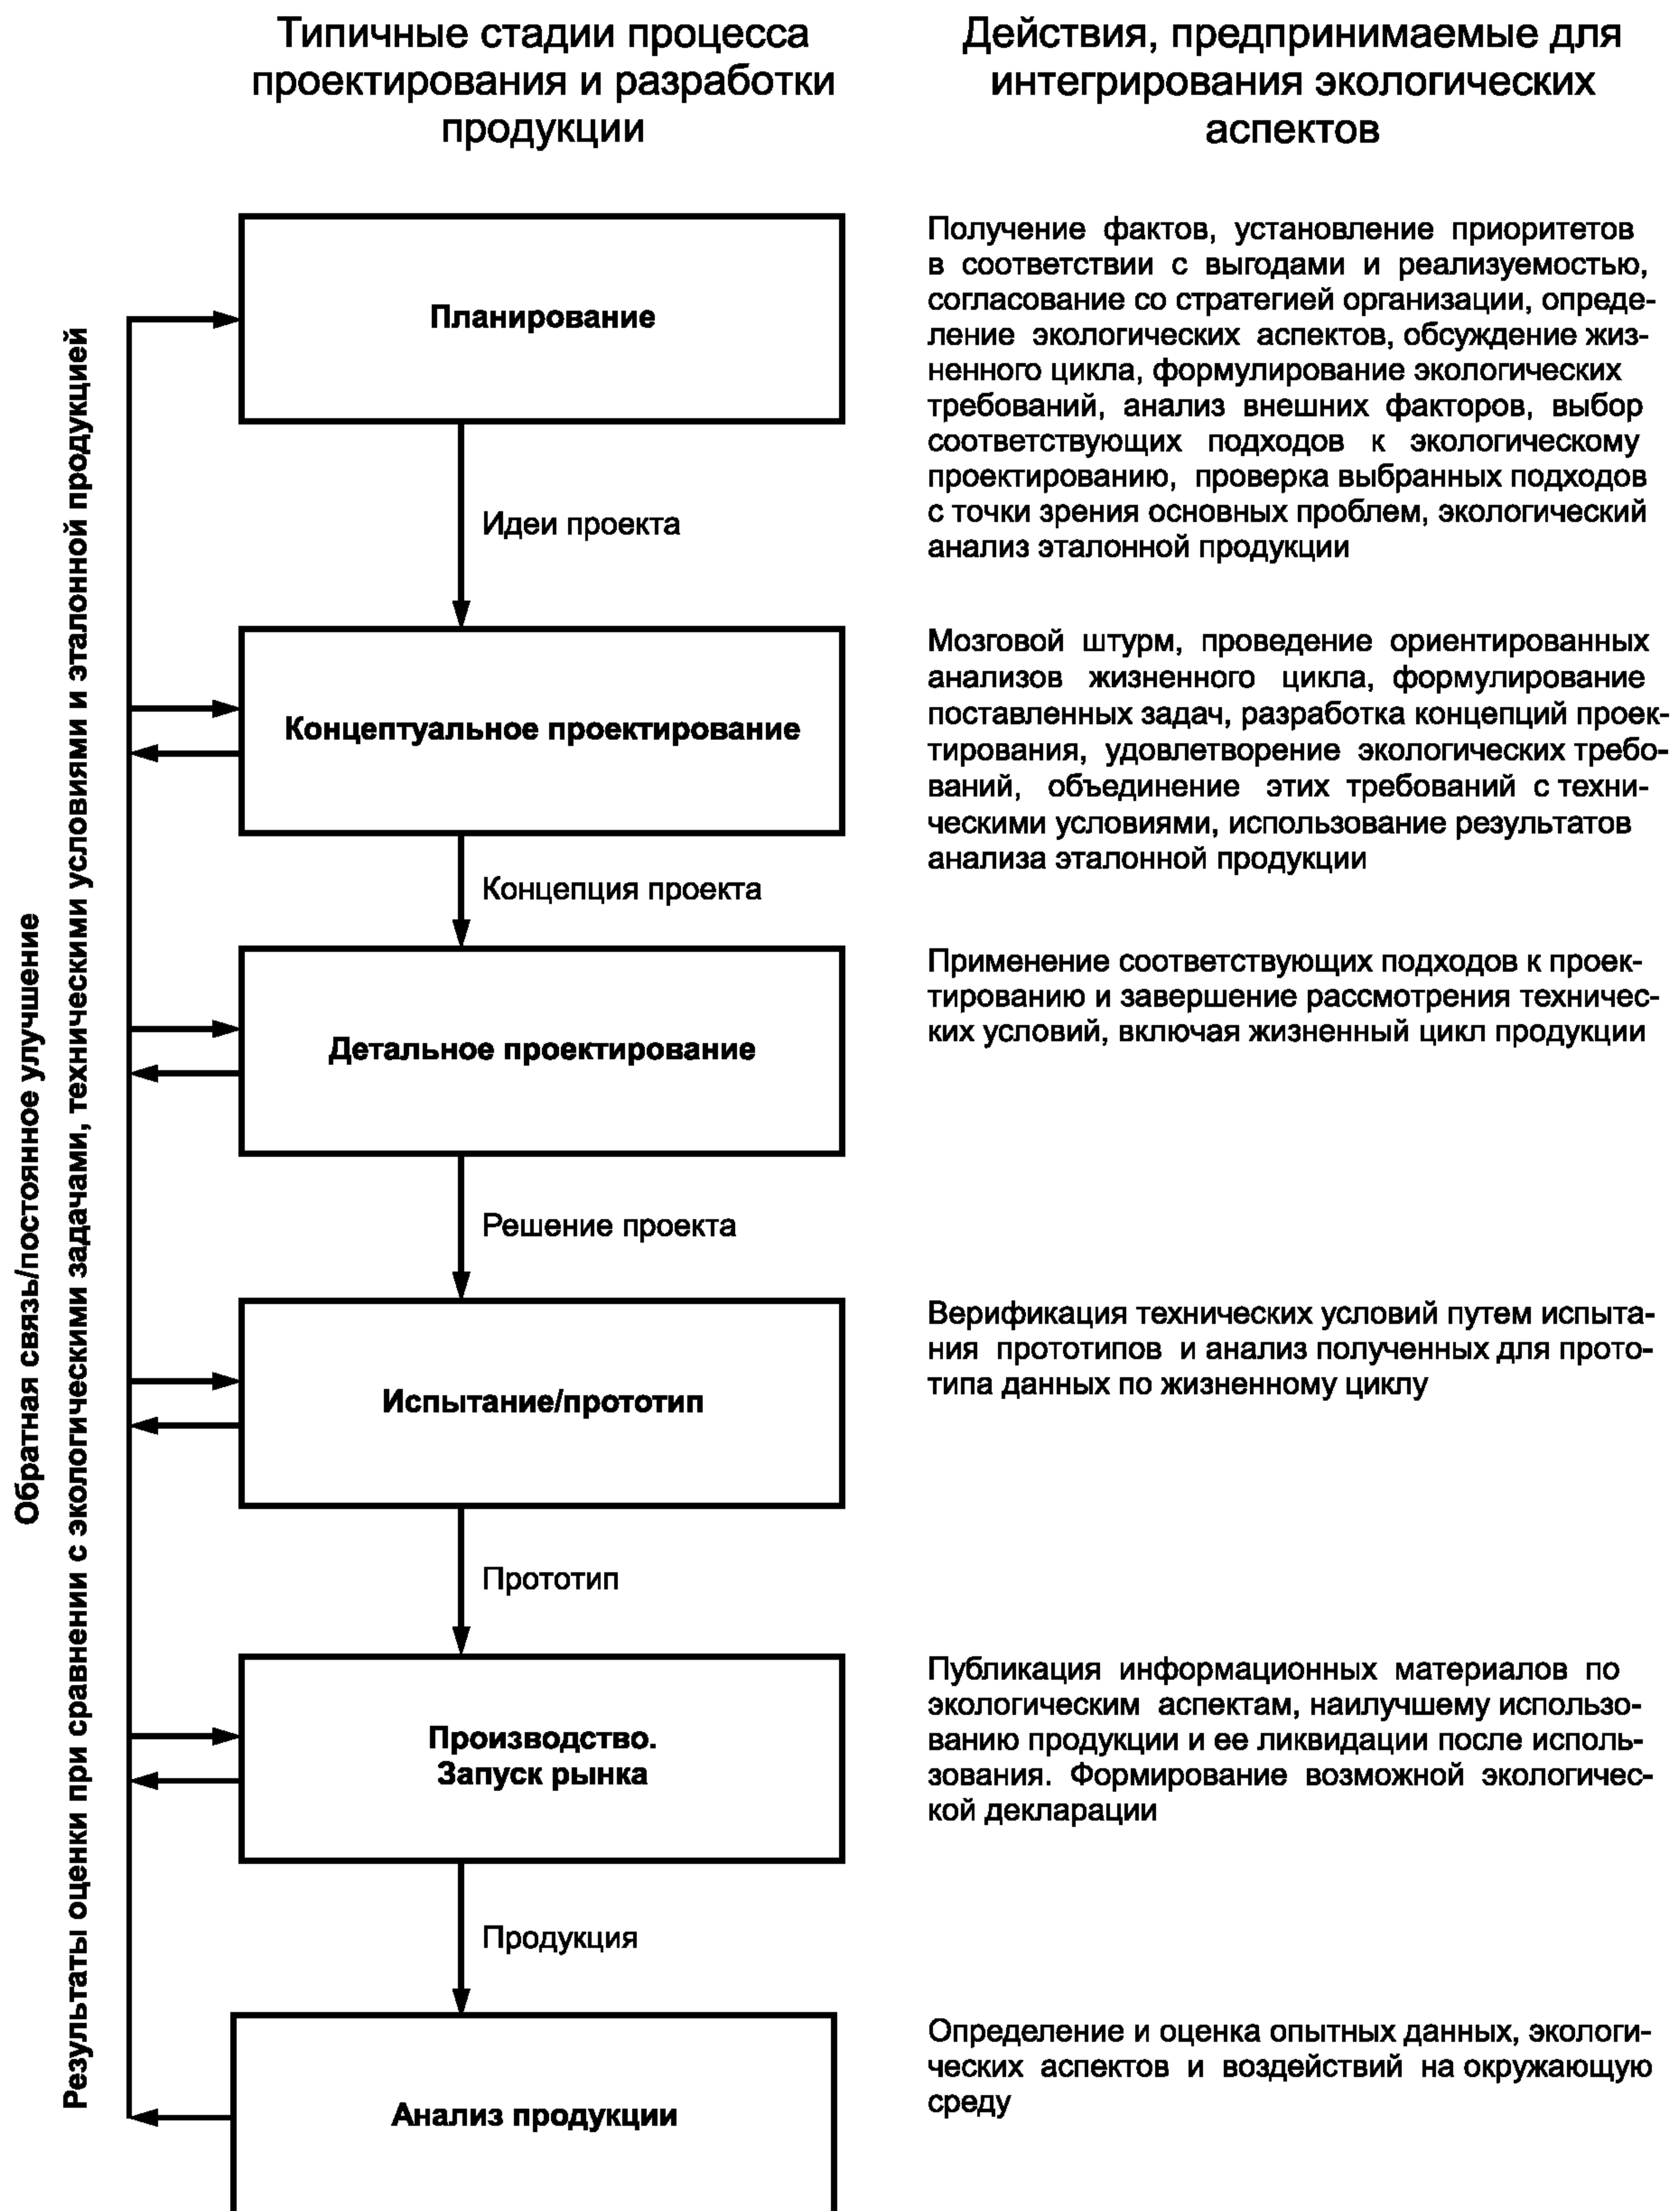 Типичные стадии процесса
проектирования и разработки
продукции
Действия, предпринимаемые для
интегрирования экологических
аспектов
Обратная связь/постоянное улучшение
Результаты оценки при сравнении с экологическими задачами, техническими условиями и эталонной продукцией
Планирование
Получение фактов, установление приоритетов
в соответствии с выгодами и реализуемостью,
согласование со стратегией организации, опреде-
ление экологических аспектов, обсуждение жиз-
ненного цикла, формулирование экологических
требований, анализ внешних факторов, выбор
соответствующих подходов к экологическому
проектированию, проверка выбранных подходов
с точки зрения основных проблем, экологический
анализ эталонной продукции
Идеи проекта
Концептуальное проектирование
Мозговой штурм, проведение ориентированных
анализов жизненного цикла, формулирование
поставленных задач, разработка концепций проек-
тирования, удовлетворение экологических требо-
ваний, объединение этих требований с техни-
ческими условиями, использование результатов
анализа эталонной продукции
Концепция проекта
Детальное проектирование
Применение соответствующих подходов к проек-
тированию и завершение рассмотрения техничес-
ких условий, включая жизненный цикл продукции
Решение проекта
Испытание/прототип
Верификация технических условий путем испыта-
ния прототипов и анализ полученных для прото-
типа данных по жизненному циклу
Прототип
Производство.
Запуск рынка
Публикация информационных материалов по
экологическим аспектам, наилучшему использо-
ванию продукции и ее ликвидации после исполь-
зования. Формирование возможной экологичес-
кой декларации
Продукция
Анализ продукции
Определение и оценка опытных данных, экологи-
ческих аспектов и воздействий на окружающую
среду